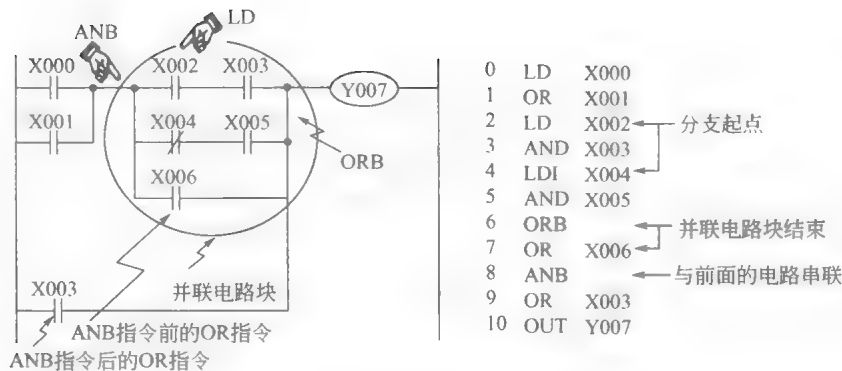 ANB
LD
X000
X002
X003
Y007
X001
X004
X005
ORB
X006
并联电路块
X003
ANB指令前的OR指令
ANB指令后的OR指令
0 LD X000
1 OR X001
2 LD X002 分支起点
3 AND X003
4 LDI X004
5 AND X005
6 ORB 并联电路块结束
7 OR X006
8 ANB 与前面的电路串联
9 OR X003
10 OUT Y007